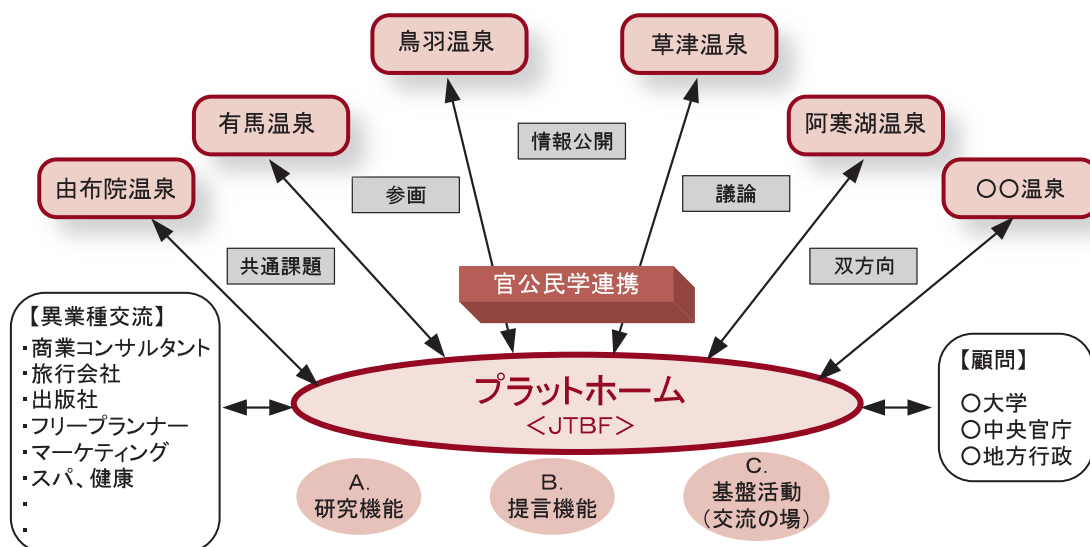 鳥羽温泉
草津温泉
有馬温泉
阿寒湖温泉
由布院温泉
〇〇温泉
情報公開
参画
議論
共通課題
双方向
官公民学連携
【異業種交流】
・商業コンサルタント
・旅行会社
・出版社
・フリープランナー
・マーケティング
・スパ、健康
・
・
プラットホーム
＜JTBF＞
【顧問】
〇大学
〇中央官庁
〇地方行政
A.
研究機能
B.
提言機能
C.
基盤活動
(交流の場)